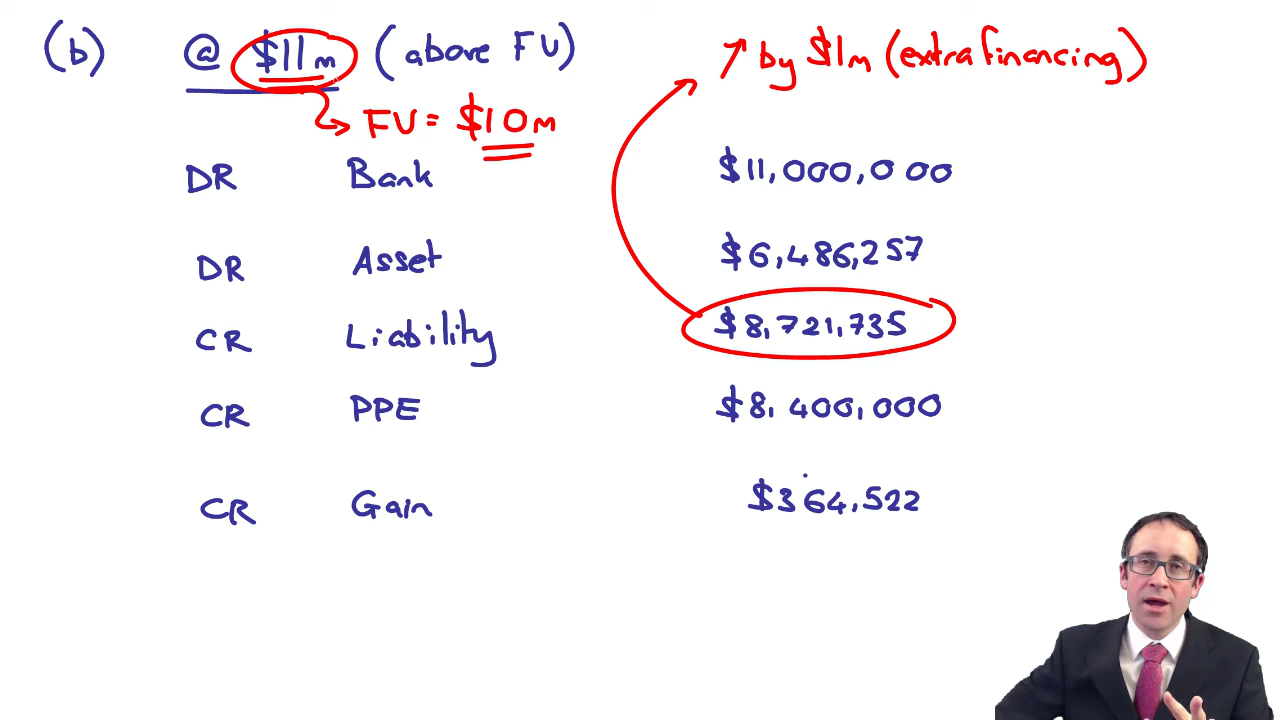 (b) @ $11m (above FV) ↗ by $1m (extra financing)
FV = $10m
DR Bank $11,000,000
DR Asset $6,486,257
CR Liability $8,721,735
CR PPE $8,400,000
CR Gain $364,522